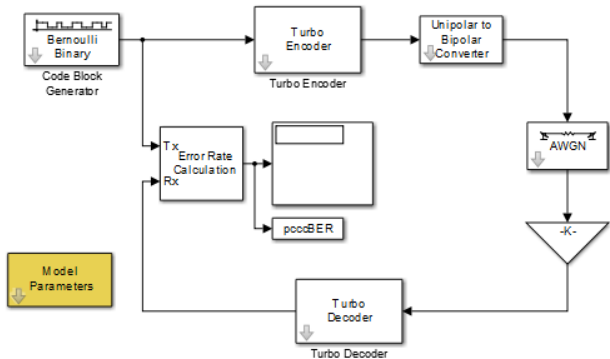 Bernoulli
Binary
Code Block
Generator
Turbo
Encoder
Turbo Encoder
Unipolar to
Bipolar
Converter
AWGN
-K-
Tx
Rx
Error Rate
Calculation
pcccBER
Model
Parameters
Turbo
Decoder
Turbo Decoder